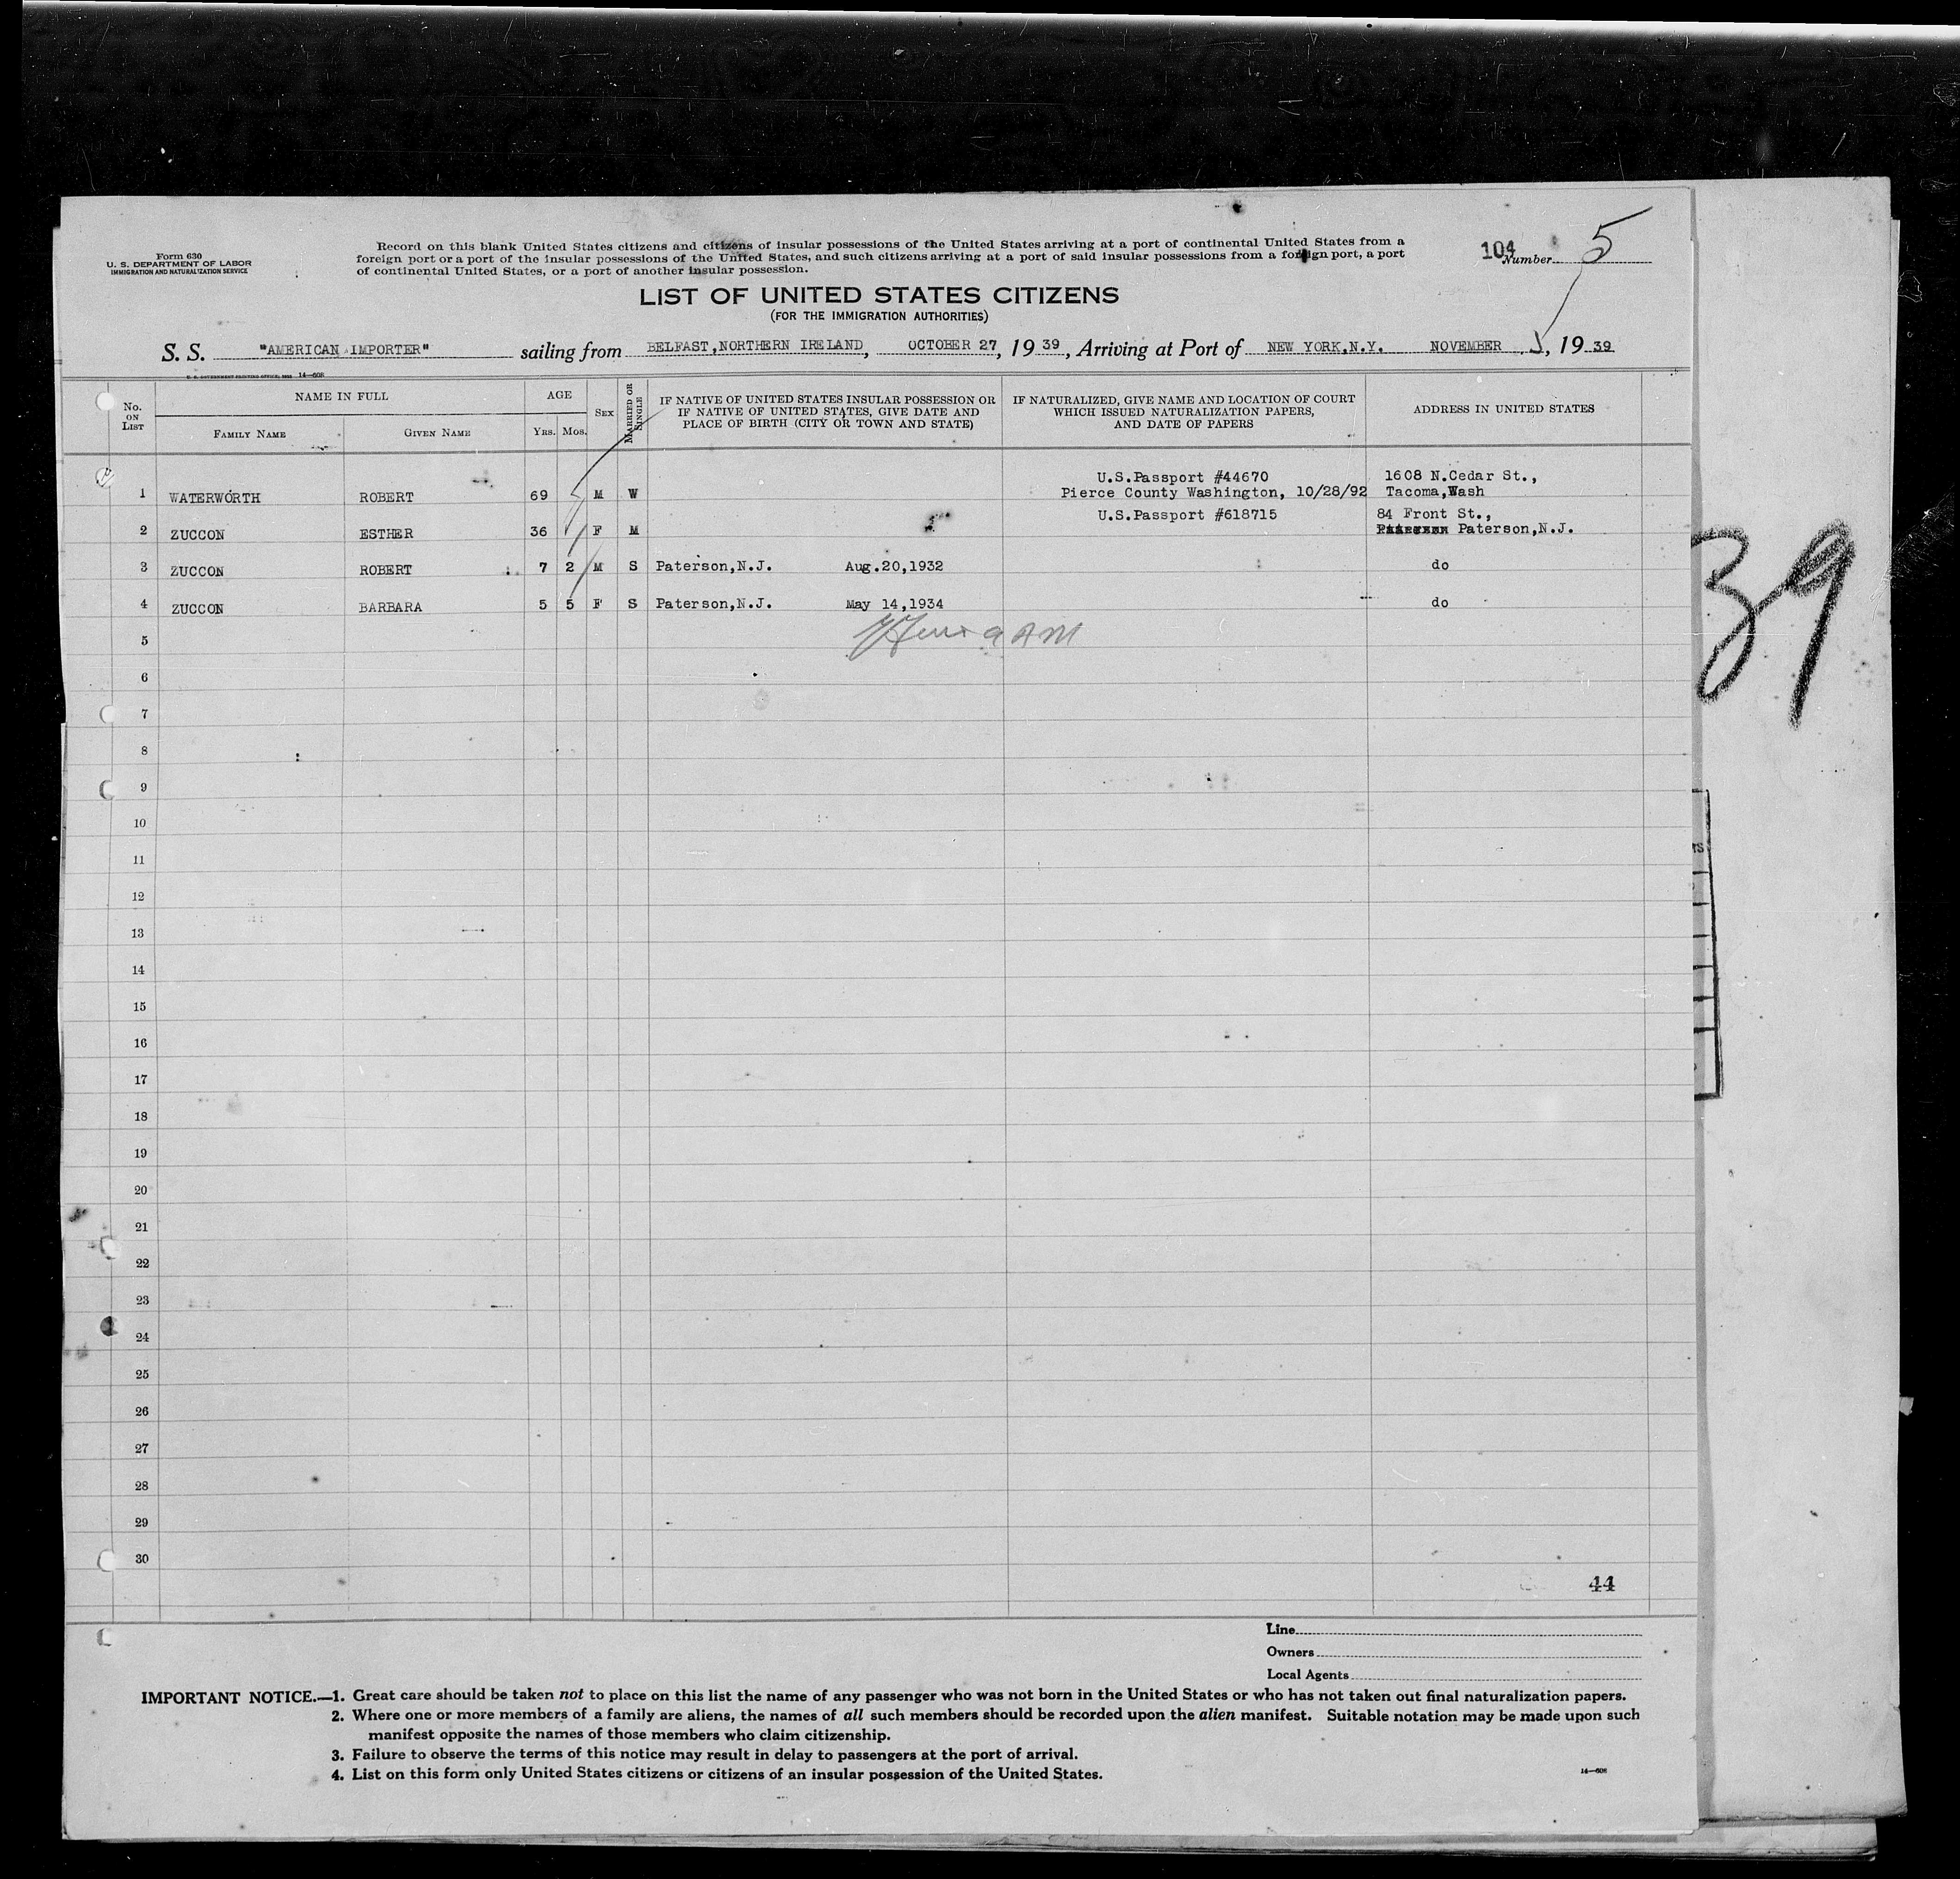 Form 630
U. S. DEPARTMENT OF LABOR
IMMIGRATION AND NATURALIZATION SERVICE
Record on this blank United States citizens and citizens of insular possessions of the United States arriving at a port of continental United States from a
foreign port or a port of the insular possessions of the United States, and such citizens arriving at a port of said insular possessions from a foreign port, a port
of continental United States, or a port of another insular possession.
104 Number 5
LIST OF UNITED STATES CITIZENS
(FOR THE IMMIGRATION AUTHORITIES)
S. S. "AMERICAN IMPORTER" sailing from BELFAST,NORTHERN IRELAND, OCTOBER 27, 19 39, Arriving at Port of NEW YORK,N.Y. NOVEMBER , 19 39
14—608
No. ON LIST NAME IN FULL FAMILY NAME GIVEN NAME AGE YRS. MOS. SEX MARRIED OR SINGLE
IF NATIVE OF UNITED STATES INSULAR POSSESSION OR
IF NATIVE OF UNITED STATES, GIVE DATE AND
PLACE OF BIRTH (CITY OR TOWN AND STATE)
IF NATURALIZED, GIVE NAME AND LOCATION OF COURT
WHICH ISSUED NATURALIZATION PAPERS,
AND DATE OF PAPERS
ADDRESS IN UNITED STATES
U.S.Passport #44670 1608 N.Cedar St.,
1 WATERWORTH ROBERT 69 M W Pierce County Washington, 10/28/92 Tacoma,Wash
U.S.Passport #618715 84 Front St.,
2 ZUCCON ESTHER 36 F M Paterson,N.J.
3 ZUCCON ROBERT 7 2 M S Paterson,N.J. Aug.20,1932 do
4 ZUCCON BARBARA 5 5 F S Paterson,N.J. May 14,1934 do
5 9 AM
6
7
8
9
10
11
12
13
14
15
16
17
18
19
20
21
22
23
24
25
26
27
28
29
30
44
39
Line
Owners
Local Agents
IMPORTANT NOTICE.—1. Great care should be taken not to place on this list the name of any passenger who was not born in the United States or who has not taken out final naturalization papers.
2. Where one or more members of a family are aliens, the names of all such members should be recorded upon the alien manifest. Suitable notation may be made upon such
manifest opposite the names of those members who claim citizenship.
3. Failure to observe the terms of this notice may result in delay to passengers at the port of arrival.
4. List on this form only United States citizens or citizens of an insular possession of the United States.
14—608